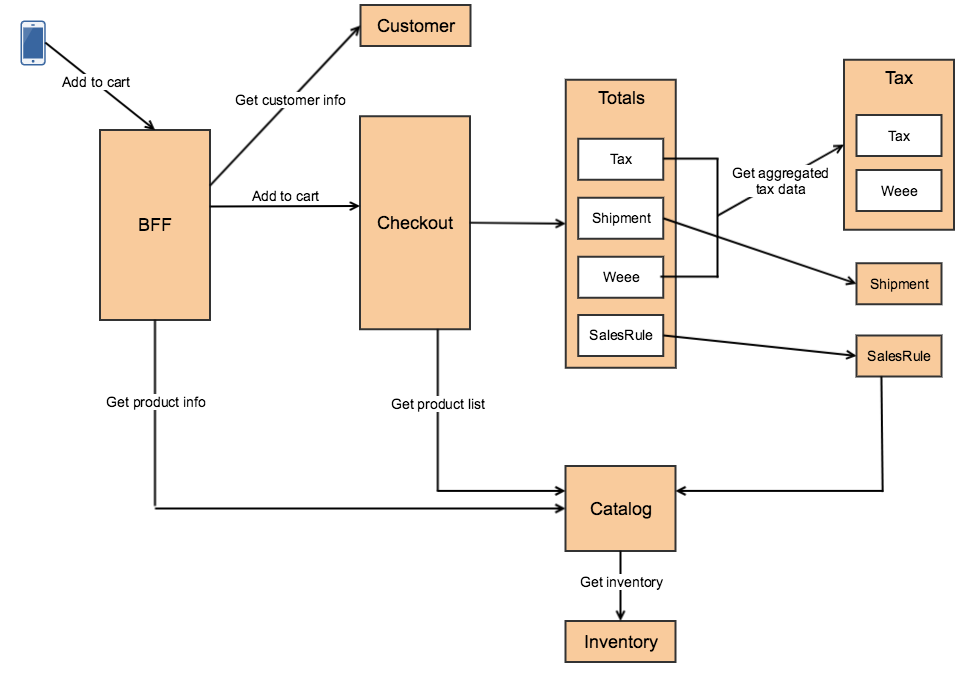 Customer
Add to cart
Get customer info
Tax
Totals
Tax
Tax
Get aggregated
tax data
Weee
Add to cart
BFF
Checkout
Shipment
Weee
Shipment
SalesRule
SalesRule
Get product info
Get product list
Catalog
Get inventory
Inventory